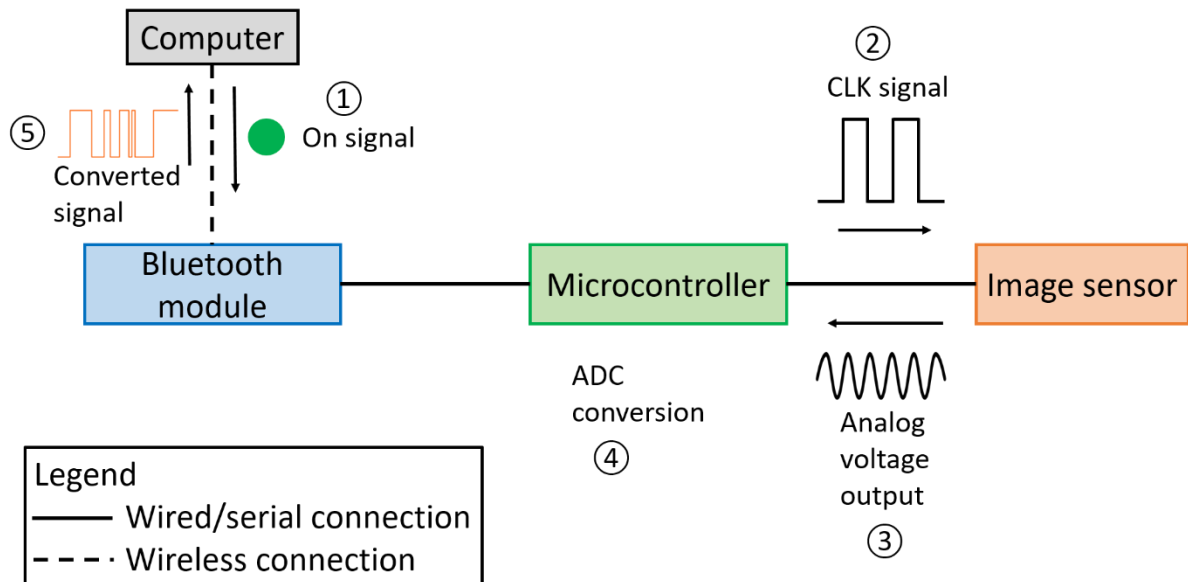 Computer
①
On signal
⑤
Converted
signal
②
CLK signal
Bluetooth
module
Microcontroller
Image sensor
ADC
conversion
④
Analog
voltage
output
③
Legend
Wired/serial connection
Wireless connection